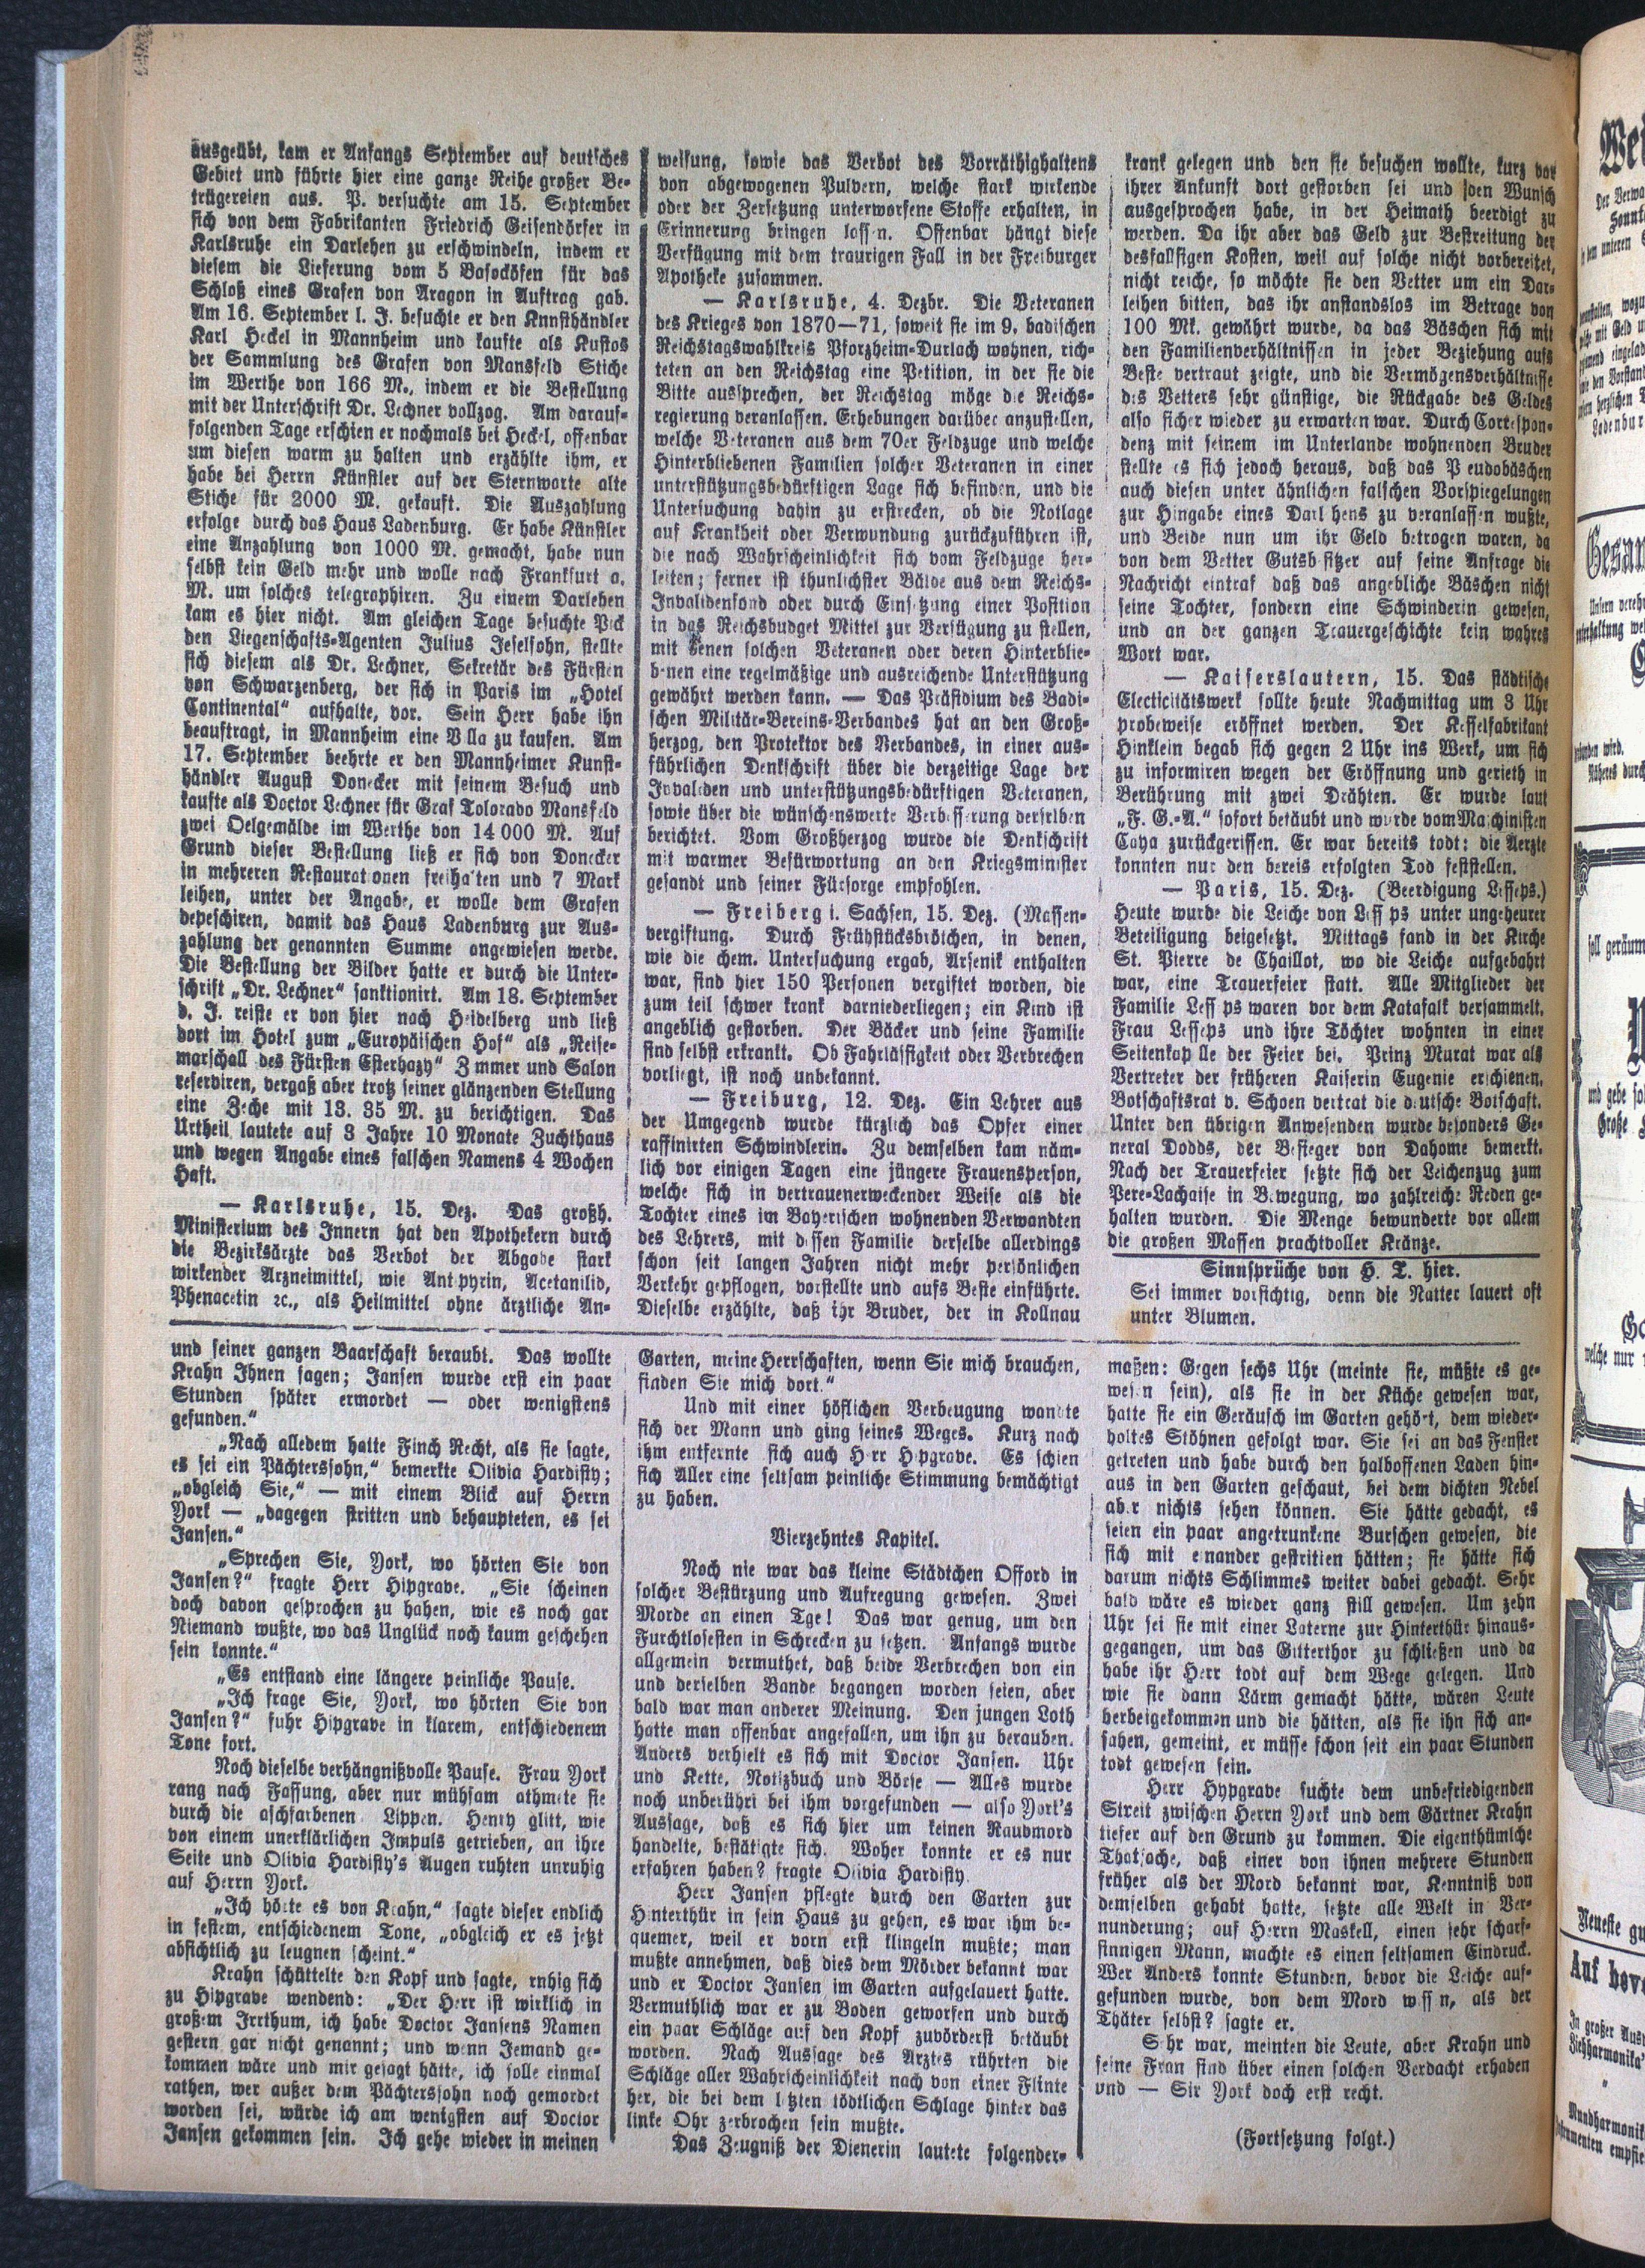 ausgeübt, kam er Anfangs September auf deutsches
Gebiet und führte hier eine ganze Reihe großer Be-
trügereien aus. P. versuchte am 15. September
sich von dem Fabrikanten Friedrich Geisendörfer in
Karlsruhe ein Darlehen zu erschwindeln, indem er
diesem die Lieferung vom 5 Basocköfen für das
Schloß eines Grafen von Aragon in Auftrag gab.
Am 16. September l. J. besuchte er den Knnsthändler
Karl Heckel in Mannheim und kaufte als Kustos
der Sammlung des Grafen von Mansfeld Stiche
im Werthe von 166 M., indem er die Bestellung
mit der Unterschrift Dr. Lechner vollzog. Am darauf-
folgenden Tage erschien er nochmals bei Heckel, offenbar
um diesen warm zu halten und erzählte ihm, er
habe bei Herrn Künstler auf der Sternwarte alte
Stiche für 2000 M. gekauft. Die Auszahlung
erfolge durch das Haus Ladenburg. Er habe Künstler
eine Anzahlung von 1000 M. gemacht, habe nun
selbst kein Geld mehr und wolle nach Frankfurt a.
M. um solches telegraphiren. Zu einem Darlehen
kam es hier nicht. Am gleichen Tage besuchte Pick
den Liegenschafts-Agenten Julius Jeselsohn, stellte
sich diesem als Dr. Lechner, Sekretär des Fürsten
von Schwarzenberg, der sich in Paris im „Hotel
Continental“ aufhalte, vor. Sein Herr habe ihn
beauftragt, in Mannheim eine V lla zu kaufen. Am
17. September beehrte er den Mannheimer Kunst-
händler August Donecker mit seinem Besuch und
kaufte als Doctor Lechner für Graf Tolorado Mansfeld
zwei Oelgemälde im Werthe von 14 000 M. Auf
Grund dieser Bestellung ließ er sich von Donecker
in mehreren Restaurat onen freiha ten und 7 Mark
leihen, unter der Angabe, er wolle dem Grafen
depeschiren, damit das Haus Ladenburg zur Aus-
zahlung der genannten Summe angewiesen werde.
Die Bestellung der Bilder hatte er durch die Unter-
schrift „Dr. Lechner“ sanktionirt. Am 18. September
d. J. reiste er von hier nach Heidelberg und ließ
dort im Hotel zum „Europäischen Hof“ als „Reise-
marschall des Fürsten Esterhazy“ Z mmer und Salon
reserviren, vergaß aber trotz seiner glänzenden Stellung
eine Zeche mit 13. 35 M. zu berichtigen. Das
Urtheil lautete auf 3 Jahre 10 Monate Zuchthaus
und wegen Angabe eines falschen Namens 4 Wochen
Haft.
— Karlsruhe, 15. Dez. Das großh.
Ministerium des Innern hat den Apothekern durch
die Bezirksärzte das Verbot der Abgabe stark
wirkender Arzneimittel, wie Ant pyrin, Acetanilid,
Phenacetin ꝛc., als Heilmittel ohne ärztliche An-
weisung, sowie das Verbot des Vorräthighaltens
von abgewogenen Pulvern, welche stark wirkende
oder der Zersetzung unterworfene Stoffe erhalten, in
Erinnerung bringen lass n. Offenbar hängt diese
Verfügung mit dem traurigen Fall in der Freiburger
Apotheke zusammen.
— Karlsruhe, 4. Dezbr. Die Veteranen
des Krieges von 1870—71, soweit sie im 9. badischen
Reichstagswahlkreis Pforzheim-Durlach wohnen, rich-
teten an den Reichstag eine Petition, in der sie die
Bitte aussprechen, der Reichstag möge die Reichs-
regierung veranlassen, Erhebungen darüber anzustellen,
welche Veteranen aus dem 70er Feldzuge und welche
Hinterbliebenen Familien solcher Veteranen in einer
unterstützungsbedürftigen Lage sich befinden, und die
Untersuchung dahin zu erstrecken, ob die Notlage
auf Krankheit oder Verwundung zurückzuführen ist,
die nach Wahrscheinlichkeit sich vom Feldzuge her-
leiten; ferner ist thunlichster Bälde aus dem Reichs-
Invalidenfond oder durch Einsetzung einer Position
in das Reichsbudget Mittel zur Verfügung zu stellen,
mit denen solchen Veteranen oder deren Hinterblie-
benen eine regelmäßige und ausreichende Unterstützung
gewährt werden kann. — Das Präsidium des Badi-
schen Militär-Vereins-Verbandes hat an den Groß-
herzog, den Protektor des Verbandes, in einer aus-
führlichen Denkschrift über die derzeitige Lage der
Invaliden und unterstützungsbedürftigen Veteranen,
sowie über die wünschenswerte Verbesserung derselben
berichtet. Vom Großherzog wurde die Denkschrift
mit warmer Befürwortung an den Kriegsminister
gesandt und seiner Fürsorge empfohlen.
— Freiberg i. Sachsen, 15. Dez. (Massen-
vergiftung. Durch Frühstücksbrötchen, in denen,
wie die chem. Untersuchung ergab, Arsenik enthalten
war, sind hier 150 Personen vergiftet worden, die
zum teil schwer krank darniederliegen; ein Kind ist
angeblich gestorben. Der Bäcker und seine Familie
sind selbst erkrankt. Ob Fahrlässigkeit oder Verbrechen
vorliegt, ist noch unbekannt.
— Freiburg, 12. Dez. Ein Lehrer aus
der Umgegend wurde kürzlich das Opfer einer
raffinirten Schwindlerin. Zu demselben kam näm-
lich vor einigen Tagen eine jüngere Frauensperson,
welche sich in vertrauenerweckender Weise als die
Tochter eines im Bayerischen wohnenden Verwandten
des Lehrers, mit dessen Familie derselbe allerdings
schon seit langen Jahren nicht mehr persönlichen
Verkehr gepflogen, vorstellte und aufs Beste einführte.
Dieselbe erzählte, daß ihr Bruder, der in Kollnau
krank gelegen und den sie besuchen wollte, kurz vor
ihrer Ankunft dort gestorben sei und den Wunsch
ausgesprochen habe, in der Heimath beerdigt zu
werden. Da ihr aber das Geld zur Bestreitung der
desfallsigen Kosten, weil auf solche nicht vorbereitet,
nicht reiche, so möchte sie den Vetter um ein Dar-
leihen bitten, das ihr anstandslos im Betrage von
100 Mk. gewährt wurde, da das Bäschen sich mit
den Familienverhältnissen in jeder Beziehung aufs
Beste vertraut zeigte, und die Vermögensverhältnisse
des Vetters sehr günstige, die Rückgabe des Geldes
also sicher wieder zu erwarten war. Durch Correspon-
denz mit seinem im Unterlande wohnenden Bruder
stellte es sich jedoch heraus, daß das P eudobäschen
auch diesen unter ähnlichen falschen Vorspiegelungen
zur Hingabe eines Darl hens zu veranlassen wußte,
und Beide nun um ihr Geld betrogen waren, da
von dem Vetter Gutsb sitzer auf seine Anfrage die
Nachricht eintraf daß das angebliche Bäschen nicht
seine Tochter, sondern eine Schwinderin gewesen,
und an der ganzen Trauergeschichte kein wahres
Wort war.
— Kaiserslautern, 15. Das städtische
Electicitätswerk sollte heute Nachmittag um 3 Uhr
probeweise eröffnet werden. Der Kesselfabrikant
Hinklein begab sich gegen 2 Uhr ins Werk, um sich
zu informiren wegen der Eröffnung und gerieth in
Berührung mit zwei Drähten. Er wurde laut
„F. G.-A.“ sofort betäubt und wurde vom Maschinisten
Caya zurückgerissen. Er war bereits todt: die Aerzte
konnten nur den bereis erfolgten Tod feststellen.
— Paris, 15. Dez. (Beerdigung Lesseps.)
Heute wurde die Leiche von Less ps unter ungeheurer
Beteiligung beigesetzt. Mittags fand in der Kirche
St. Pierre de Chaillot, wo die Leiche aufgebahrt
war, eine Trauerfeier statt. Alle Mitglieder der
Familie Less ps waren vor dem Katafalk versammelt.
Frau Lesseps und ihre Töchter wohnten in einer
Seitenkap lle der Feier bei. Prinz Murat war als
Vertreter der früheren Kaiserin Eugenie erschienen.
Botschaftsrat v. Schoen vertrat die deutsche Botschaft.
Unter den übrigen Anwesenden wurde besonders Ge-
neral Dodds, der Besieger von Dahome bemerkt.
Nach der Trauerfeier setzte sich der Leichenzug zum
Pere-Lachaise in Bewegung, wo zahlreiche Reden ge-
halten wurden. Die Menge bewunderte vor allem
die großen Massen prachtvoller Kränze.
Sinnsprüche von H. T. hier.
Sei immer vorsichtig, denn die Natter lauert oft
unter Blumen.
und seiner ganzen Baarschaft beraubt. Das wollte
Krahn Ihnen sagen; Jansen wurde erst ein paar
Stunden später ermordet — oder wenigstens
gefunden.“
„Nach alledem hatte Finch Recht, als sie sagte,
es sei ein Pächterssohn,“ bemerkte Olivia Hardisty;
„obgleich Sie,“ — mit einem Blick auf Herrn
York — „dagegen stritten und behaupteten, es sei
Jansen.“
„Sprechen Sie, York, wo hörten Sie von
Jansen?“ fragte Herr Hipgrave. „Sie scheinen
doch davon gesprochen zu haben, wie es noch gar
Niemand wußte, wo das Unglück noch kaum geschehen
sein konnte.“
„Es entstand eine längere peinliche Pause.
„Ich frage Sie, York, wo hörten Sie von
Jansen?“ fuhr Hipgrave in klarem, entschiedenem
Tone fort.
Noch dieselbe verhängnißvolle Pause. Frau York
rang nach Fassung, aber nur mühsam athmete sie
durch die aschfarbenen Lippen. Henry glitt, wie
von einem unerklärlichen Impuls getrieben, an ihre
Seite und Olivia Hardisty's Augen ruhten unruhig
auf Herrn York.
„Ich hörte es von Krahn,“ sagte dieser endlich
in festem, entschiedenem Tone, „obgleich er es jetzt
absichtlich zu leugnen scheint.“
Krahn schüttelte den Kopf und sagte, rnhig sich
zu Hipgrave wendend: „Der Herr ist wirklich in
großem Irrthum, ich habe Doctor Jansens Namen
gestern gar nicht genannt; und wenn Jemand ge-
kommen wäre und mir gesagt hätte, ich solle einmal
rathen, wer außer dem Pächterssohn noch gemordet
worden sei, würde ich am wenigsten auf Doctor
Jansen gekommen sein. Ich gehe wieder in meinen
Garten, meine Herrschaften, wenn Sie mich brauchen,
finden Sie mich dort.“
Und mit einer höflichen Verbeugung wandte
sich der Mann und ging seines Weges. Kurz nach
ihm entfernte sich auch H rr Hipgrave. Es schien
sich Aller eine seltsam peinliche Stimmung bemächtigt
zu haben.
Vierzehntes Kapitel.
Noch nie war das kleine Städtchen Offord in
solcher Bestürzung und Aufregung gewesen. Zwei
Morde an einen Tge! Das war genug, um den
Furchtlosesten in Schrecken zu setzen. Anfangs wurde
allgemein vermuthet, daß beide Verbrechen von ein
und derselben Bande begangen worden seien, aber
bald war man anderer Meinung. Den jungen Loth
hatte man offenbar angefallen, um ihn zu berauben.
Anders verhielt es sich mit Doctor Jansen. Uhr
und Kette, Notizbuch und Börse — Alles wurde
noch unberührt bei ihm vorgefunden — also York's
Aussage, daß es sich hier um keinen Raubmord
handelte, bestätigte sich. Woher konnte er es nur
erfahren haben? fragte Olivia Hardisty.
Herr Jansen pflegte durch den Garten zur
Hinterthür in sein Haus zu gehen, es war ihm be-
quemer, weil er vorn erst klingeln mußte; man
mußte annehmen, daß dies dem Mörder bekannt war
und er Doctor Jansen im Garten aufgelauert hatte.
Vermuthlich war er zu Boden geworfen und durch
ein paar Schläge auf den Kopf zuvörderst betäubt
worden. Nach Aussage des Arztes rührten die
Schläge aller Wahrscheinlichkeit nach von einer Flinte
her, die bei dem l tzten tödtlichen Schlage hinter das
linke Ohr zerbrochen sein mußte.
Das Zeugniß der Dienerin lautete folgender-
maßen: Gegen sechs Uhr (meinte sie, müßte es ge-
wesen sein), als sie in der Küche gewesen war,
hatte sie ein Geräusch im Garten gehört, dem wieder-
holtes Stöhnen gefolgt war. Sie sei an das Fenster
getreten und habe durch den halboffenen Laden hin-
aus in den Garten geschaut, bei dem dichten Nebel
aber nichts sehen können. Sie hätte gedacht, es
seien ein paar angetrunkene Burschen gewesen, die
sich mit e nander gestritien hätten; sie hätte sich
darum nichts Schlimmes weiter dabei gedacht. Sehr
bald wäre es wieder ganz still gewesen. Um zehn
Uhr sei sie mit einer Laterne zur Hinterthür hinaus-
gegangen, um das Gitterthor zu schließen und da
habe ihr Herr todt auf dem Wege gelegen. Und
wie sie dann Lärm gemacht hätte, wären Leute
herbeigekommen und die hätten, als sie ihn sich an-
sahen, gemeint, er müsse schon seit ein paar Stunden
todt gewesen sein.
Herr Hypgrave suchte dem unbefriedigenden
Streit zwischen Herrn York und dem Gärtner Krahn
tiefer auf den Grund zu kommen. Die eigenthümlche
Thatsache, daß einer von ihnen mehrere Stunden
früher als der Mord bekannt war, Kenntniß von
demselben gehabt hatte, setzte alle Welt in Ver-
nunderung; auf Herrn Maskell, einen sehr scharf-
sinnigen Mann, machte es einen seltsamen Eindruck.
Wer Anders konnte Stunden, bevor die Leiche auf-
gefunden wurde, von dem Mord w ss n, als der
Thäter selbst? sagte er.
S hr war, meinten die Leute, aber Krahn und
seine Fran sind über einen solchen Verdacht erhaben
und — Sir York doch erst recht.
(Fortsetzung folgt.)